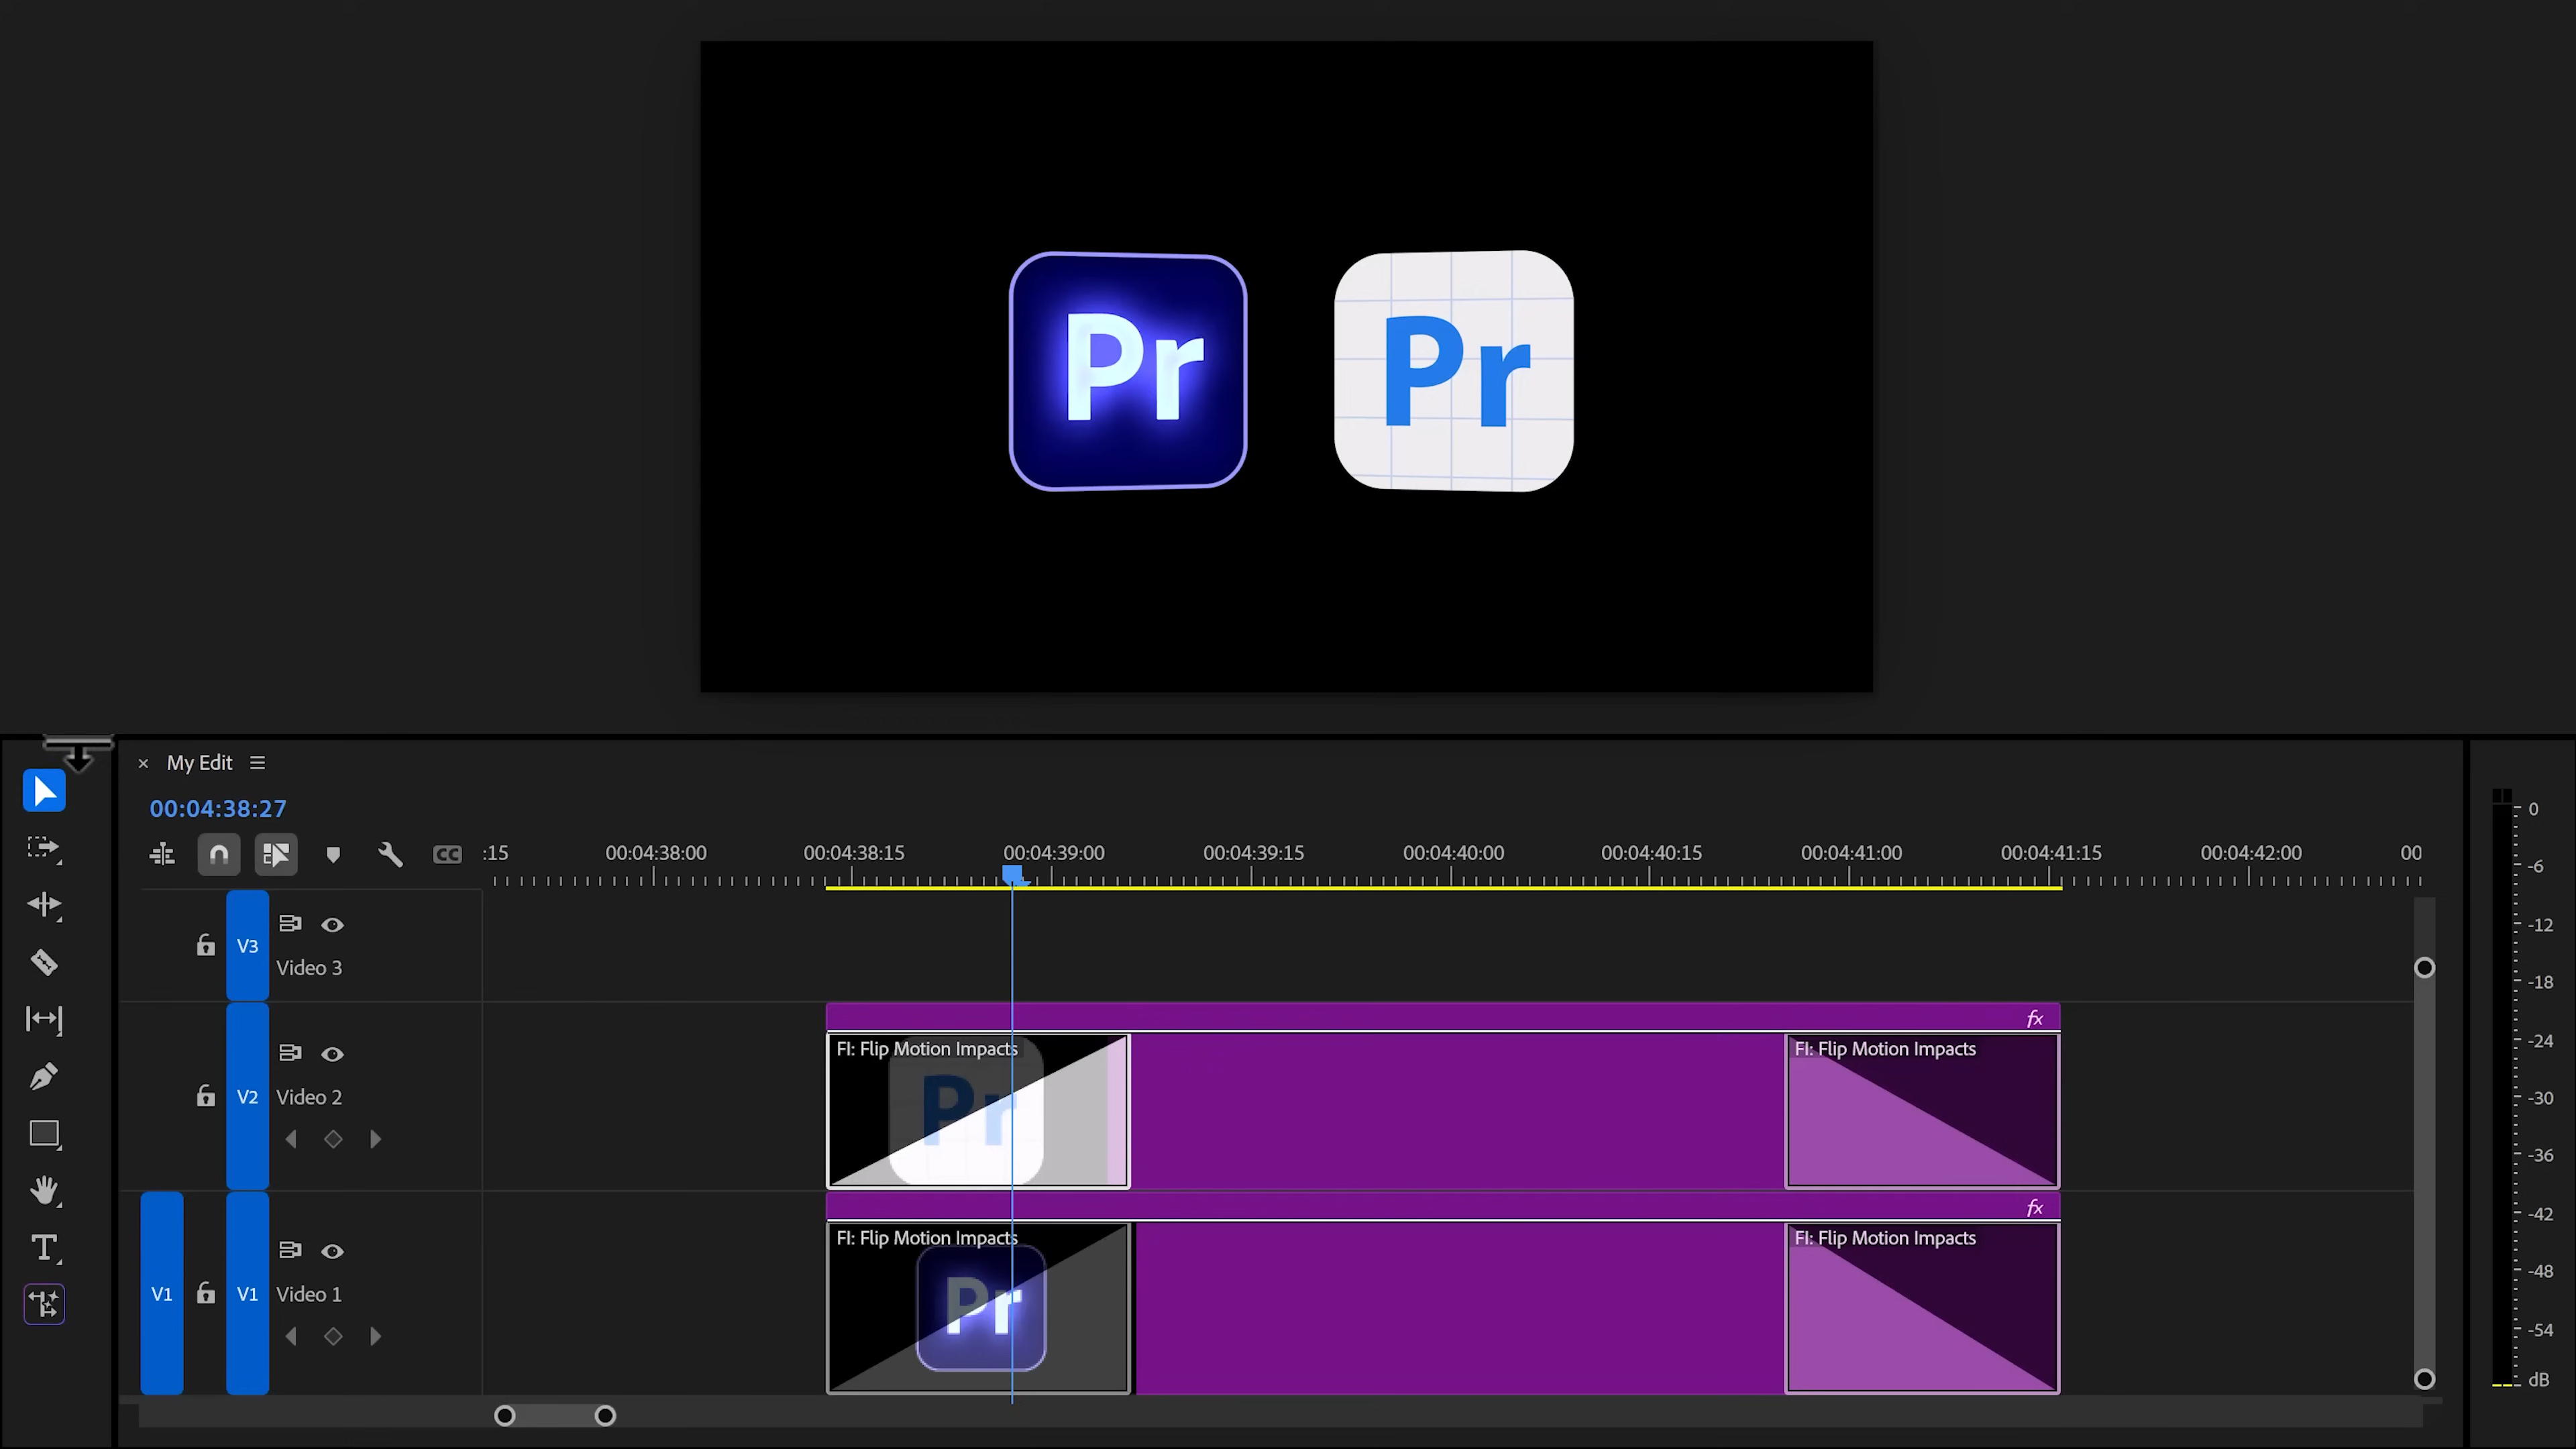 Pr Pr
My Edit
00:04:38:27
CC :15 00:04:38:00 00:04:38:15 00:04:39:00 00:04:39:15 00:04:40:00 00:04:40:15 00:04:41:00 00:04:41:15 00:04:42:00 00
V3 Video 3
fx
FI: Flip Motion Impacts FI: Flip Motion Impacts
Pr
V2 Video 2
fx
FI: Flip Motion Impacts FI: Flip Motion Impacts
Pr
V1 V1 Video 1
T
0
-6
-12
-18
-24
-30
-36
-42
-48
-54
dB